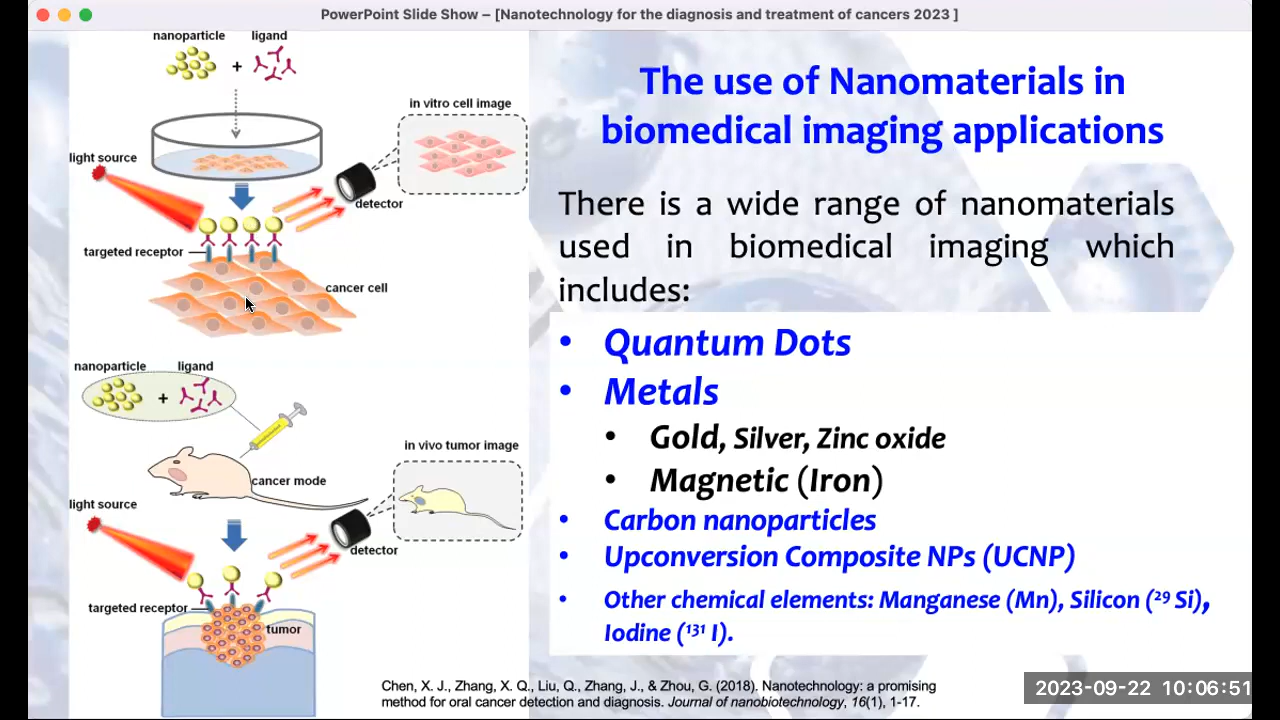 PowerPoint Slide Show – [Nanotechnology for the diagnosis and treatment of cancers 2023 ]
nanoparticle
ligand
+
in vitro cell image
light source
detector
targeted receptor
cancer cell
nanoparticle
ligand
+
in vivo tumor image
cancer mode
light source
detector
targeted receptor
tumor
The use of Nanomaterials in
biomedical imaging applications
There is a wide range of nanomaterials
used in biomedical imaging which
includes:
• Quantum Dots
• Metals
• Gold, Silver, Zinc oxide
• Magnetic (Iron)
• Carbon nanoparticles
• Upconversion Composite NPs (UCNP)
• Other chemical elements: Manganese (Mn), Silicon (²⁹ Si),
Iodine (¹³¹ I).
Chen, X. J., Zhang, X. Q., Liu, Q., Zhang, J., & Zhou, G. (2018). Nanotechnology: a promising
method for oral cancer detection and diagnosis. Journal of nanobiotechnology, 16(1), 1-17.
2023-09-22 10:06:51